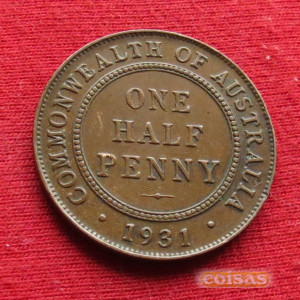 COMMONWEALTH OF AUSTRALIA
ONE
HALF
PENNY
· 1931 ·
coisas